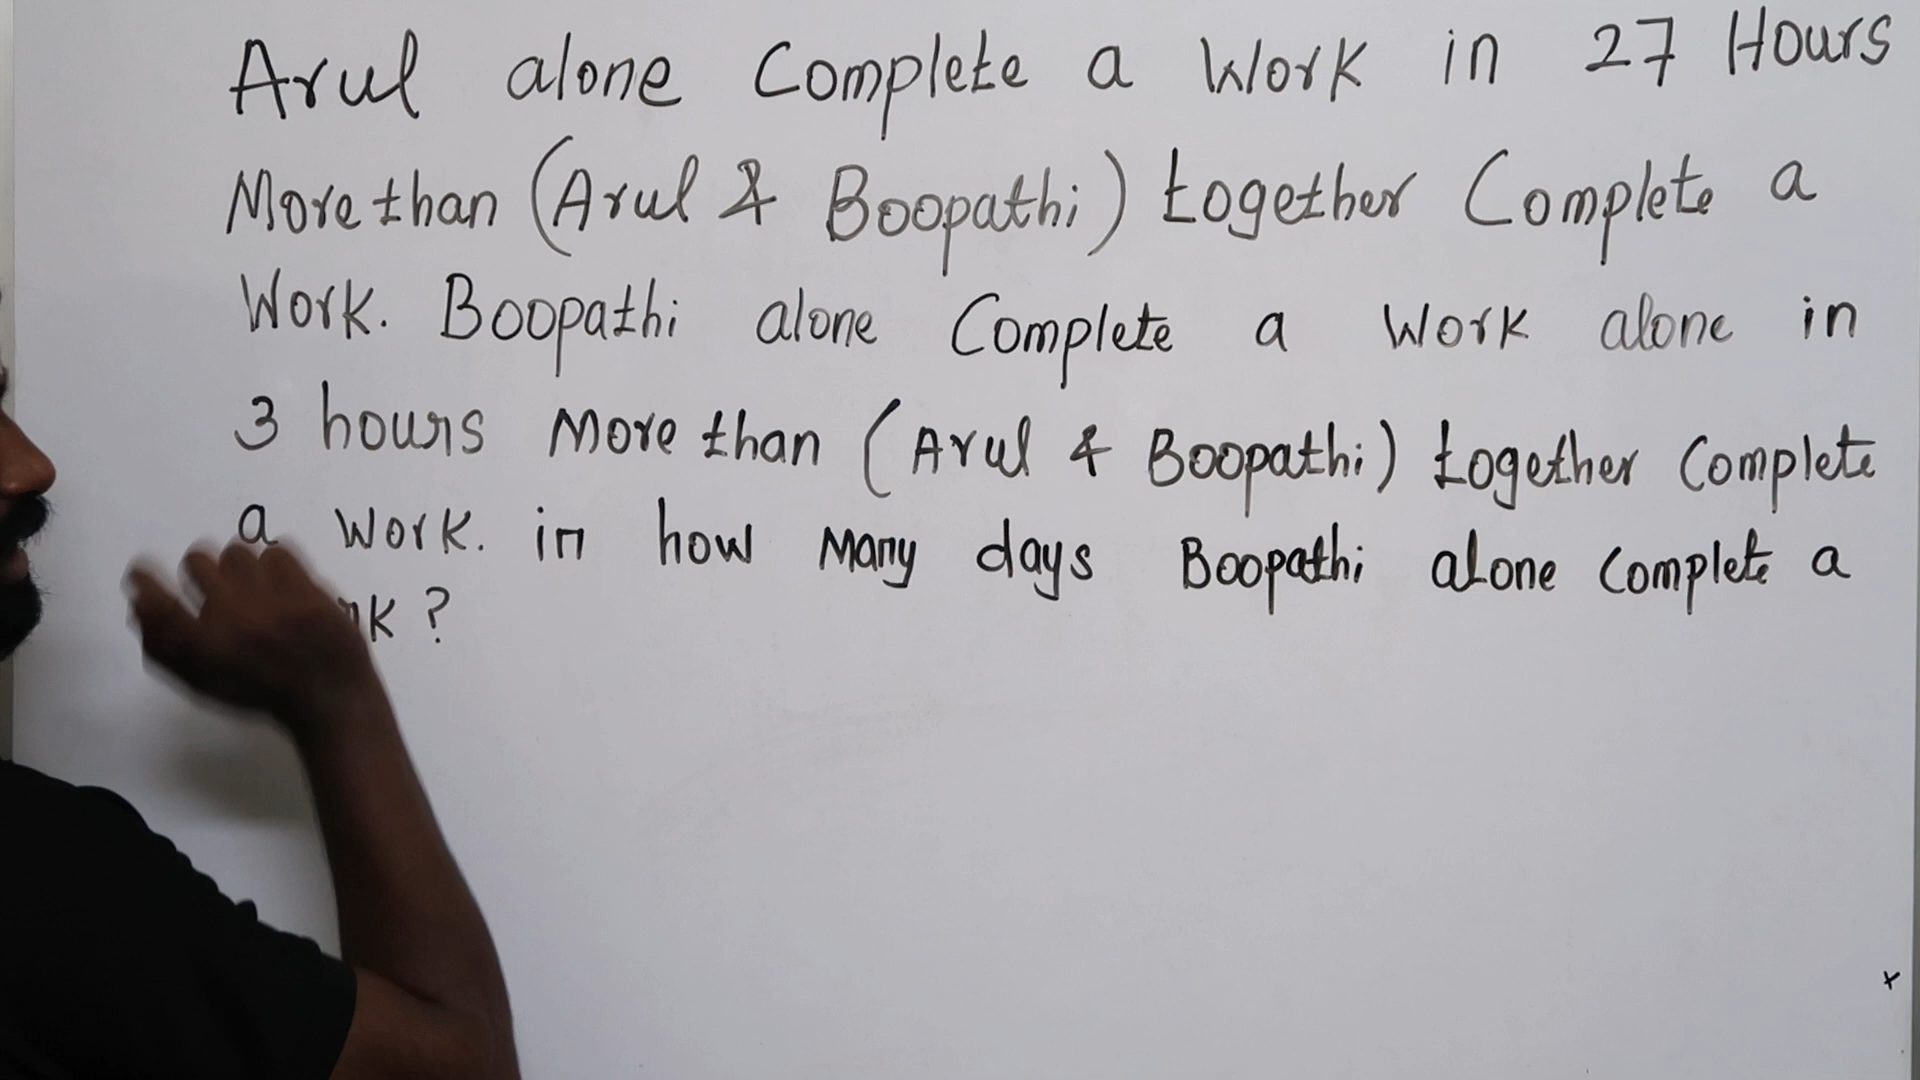 Arul alone Complete a Work in 27 Hours
More than (Arul & Boopathi) together Complete a
Work. Boopathi alone Complete a Work alone in
3 hours More than (Arul & Boopathi) together Complete
a work. in how many days Boopathi alone complete a
?
x